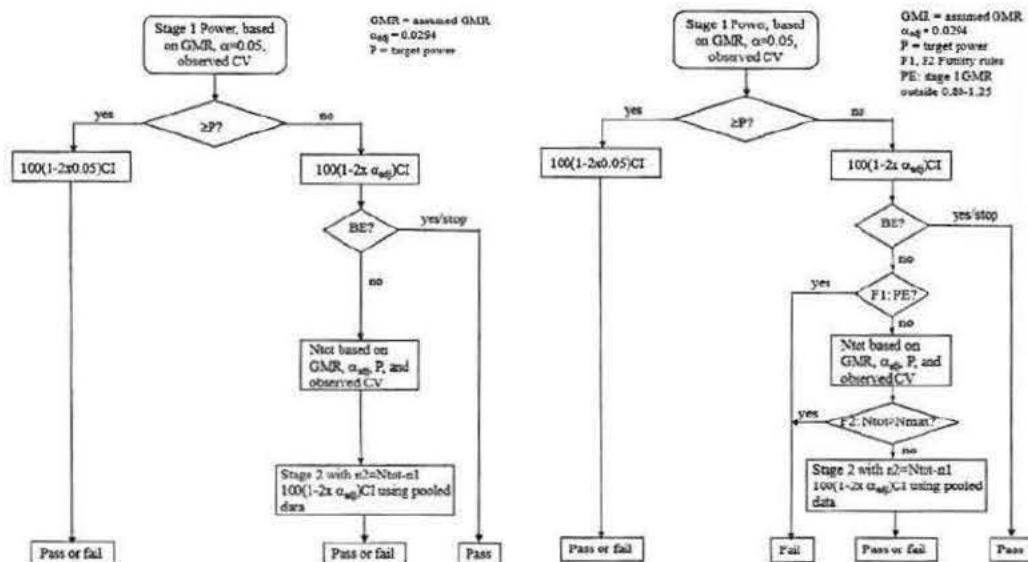 Stage 1 Power, based
on GMR, α=0.05,
observed CV
GMR = assumed GMR
αadj = 0.0294
P = target power
yes
≥P?
no
100(1-2x0.05)CI
100(1-2x αadj)CI
BE?
yes/stop
no
Ntot based on
GMR, αadj, P, and
observed CV
Stage 2 with n2=Ntot-n1
100(1-2x αadj)CI using pooled
data
Pass or fail
Pass or fail
Pass
Stage 1 Power, based
on GMR, α=0.05,
observed CV
GMR = assumed GMR
αadj = 0.0294
P = target power
F1, F2 Futility rules
PE: stage 1 GMR
outside 0.80-1.25
yes
≥P?
no
100(1-2x0.05)CI
100(1-2x αadj)CI
BE?
yes/stop
no
yes
F1: PE?
no
Ntot based on
GMR, αadj, P, and
observed CV
yes
F2: Ntot>Nmax?
no
Stage 2 with n2=Ntot-n1
100(1-2x αadj)CI using pooled
data
Pass or fail
Fail
Pass or fail
Pass